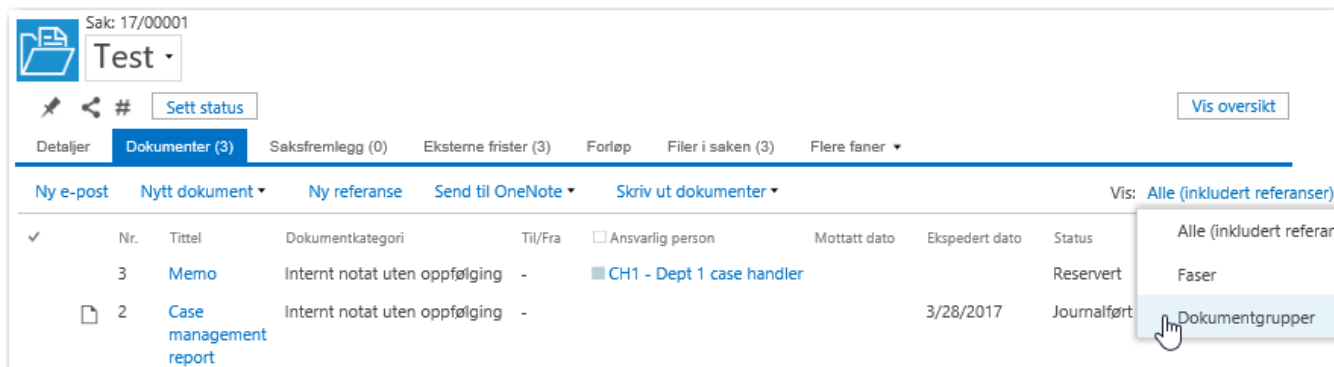 Sak: 17/00001
Test
# Sett status Vis oversikt
Detaljer Dokumenter (3) Saksfremlegg (0) Eksterne frister (3) Forløp Filer i saken (3) Flere faner
Ny e-post Nytt dokument Ny referanse Send til OneNote Skriv ut dokumenter Vis: Alle (inkludert referanser)
Nr. Tittel Dokumentkategori Til/Fra Ansvarlig person Mottatt dato Ekspedert dato Status Alle (inkludert referan
3 Memo Internt notat uten oppfølging - CH1 - Dept 1 case handler Reservert Faser
2 Case Internt notat uten oppfølging - 3/28/2017 Journalført Dokumentgrupper
management
report